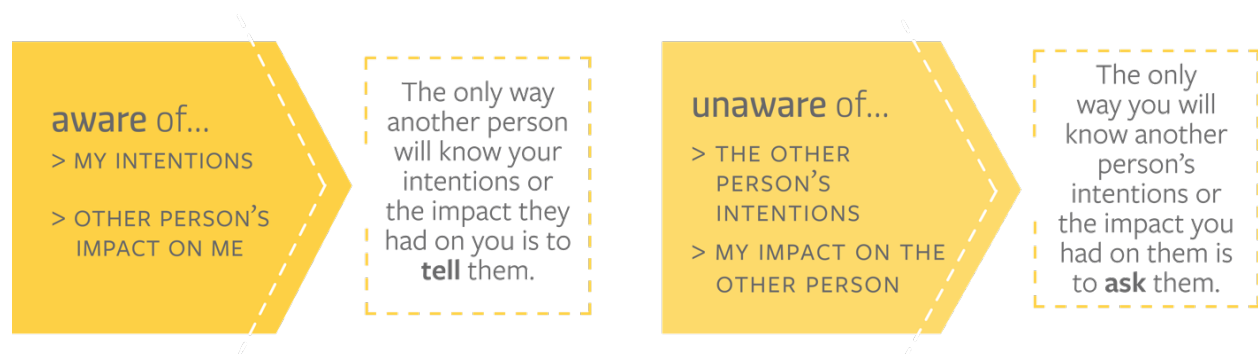 aware of...
> MY INTENTIONS
> OTHER PERSON’S
IMPACT ON ME
The only way
another person
will know your
intentions or
the impact they
had on you is to
tell them.
unaware of...
> THE OTHER
PERSON’S
INTENTIONS
> MY IMPACT ON THE
OTHER PERSON
The only
way you will
know another
person’s
intentions or
the impact you
had on them is
to ask them.